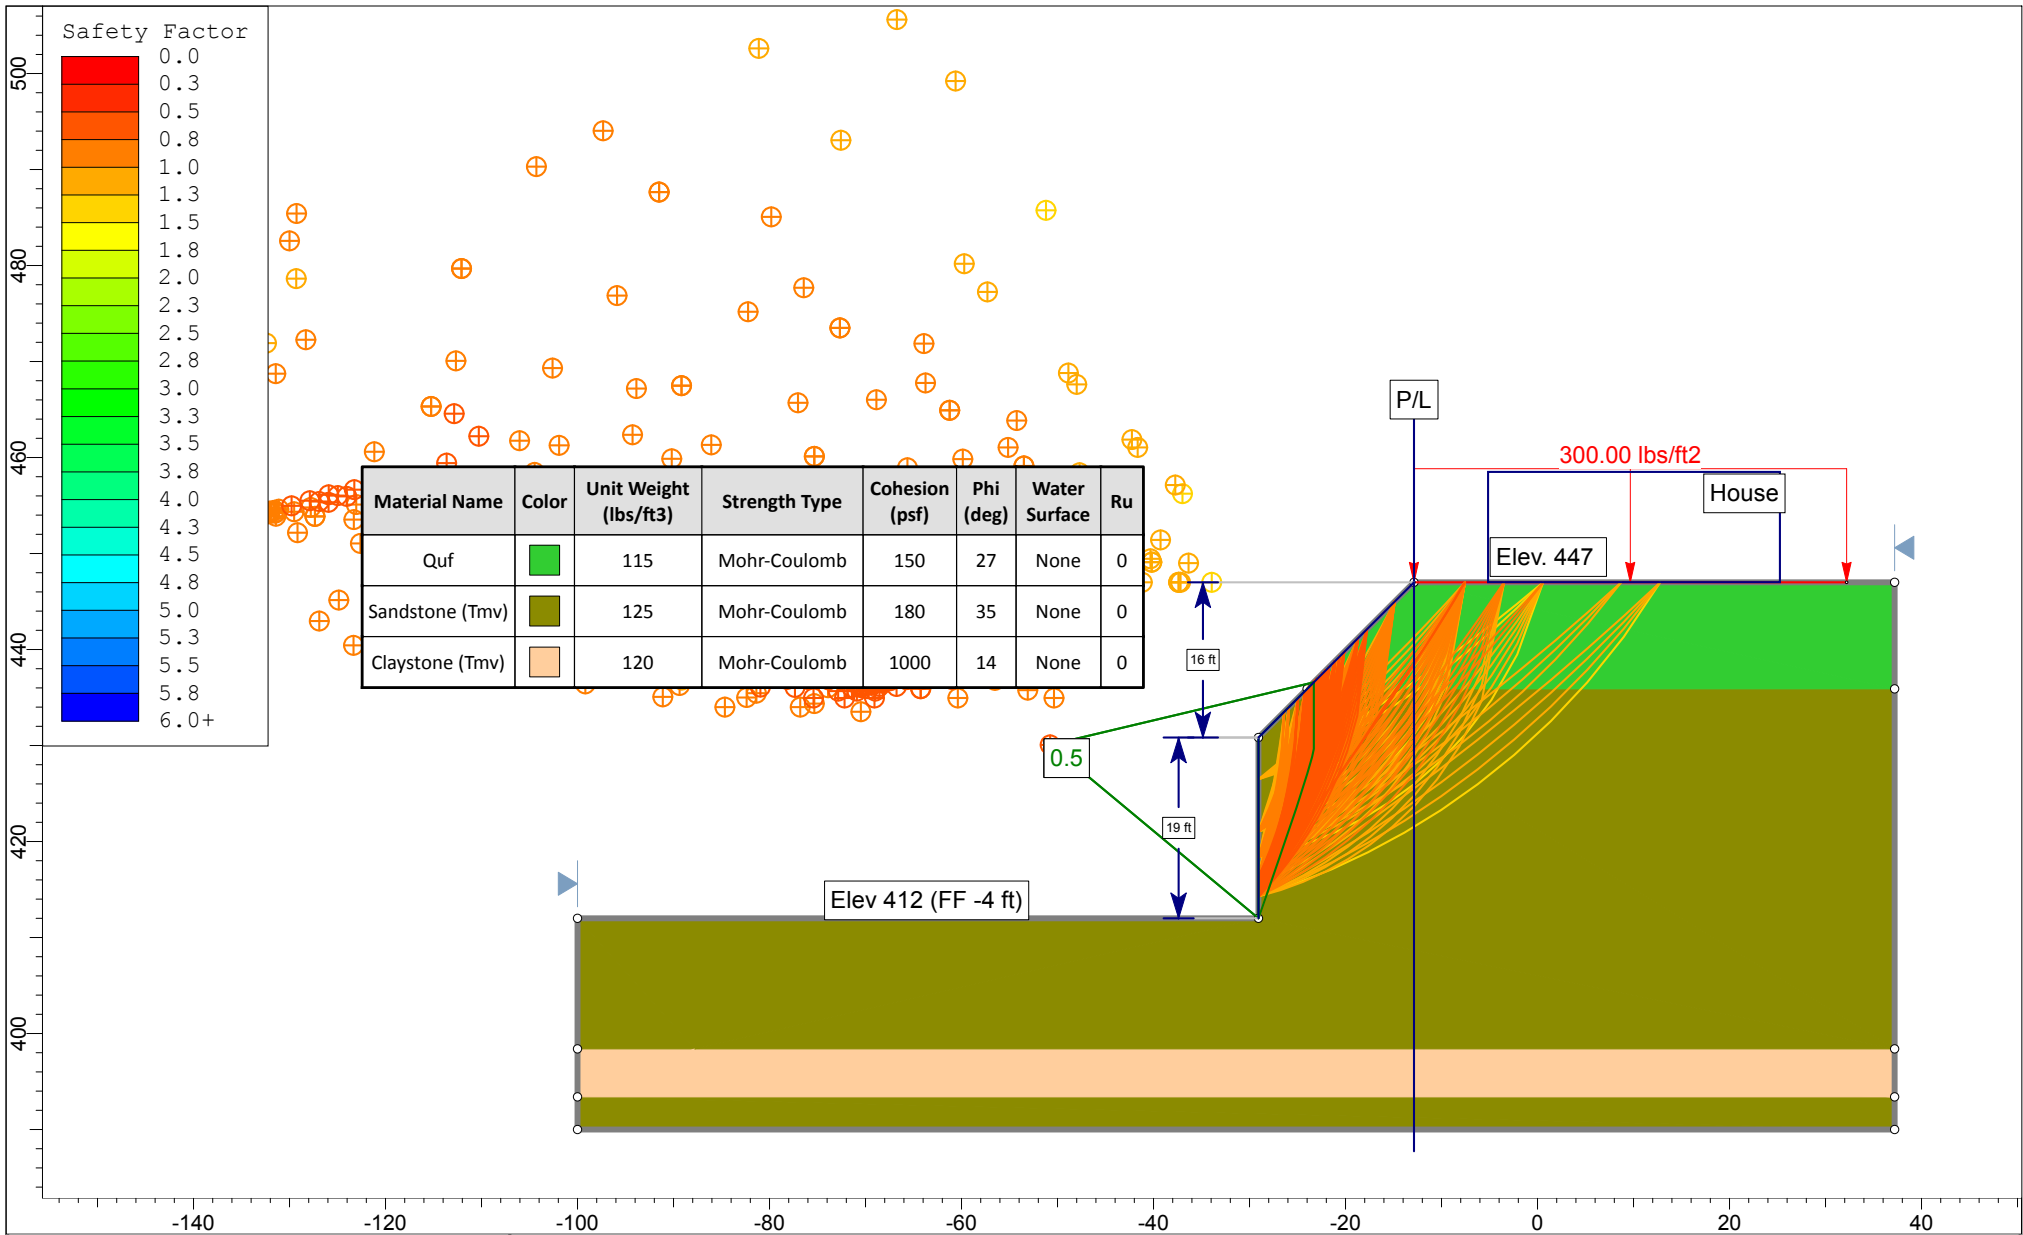 Safety Factor
0.0
0.3
0.5
0.8
1.0
1.3
1.5
1.8
2.0
2.3
2.5
2.8
3.0
3.3
3.5
3.8
4.0
4.3
4.5
4.8
5.0
5.3
5.5
5.8
6.0+
500
480
460
440
420
400
Material Name Color Unit Weight (lbs/ft3) Strength Type Cohesion (psf) Phi (deg) Water Surface Ru
Quf 115 Mohr-Coulomb 150 27 None 0
Sandstone (Tmv) 125 Mohr-Coulomb 180 35 None 0
Claystone (Tmv) 120 Mohr-Coulomb 1000 14 None 0
P/L
300.00 lbs/ft2
House
Elev. 447
16 ft
0.5
19 ft
Elev 412 (FF -4 ft)
-140 -120 -100 -80 -60 -40 -20 0 20 40